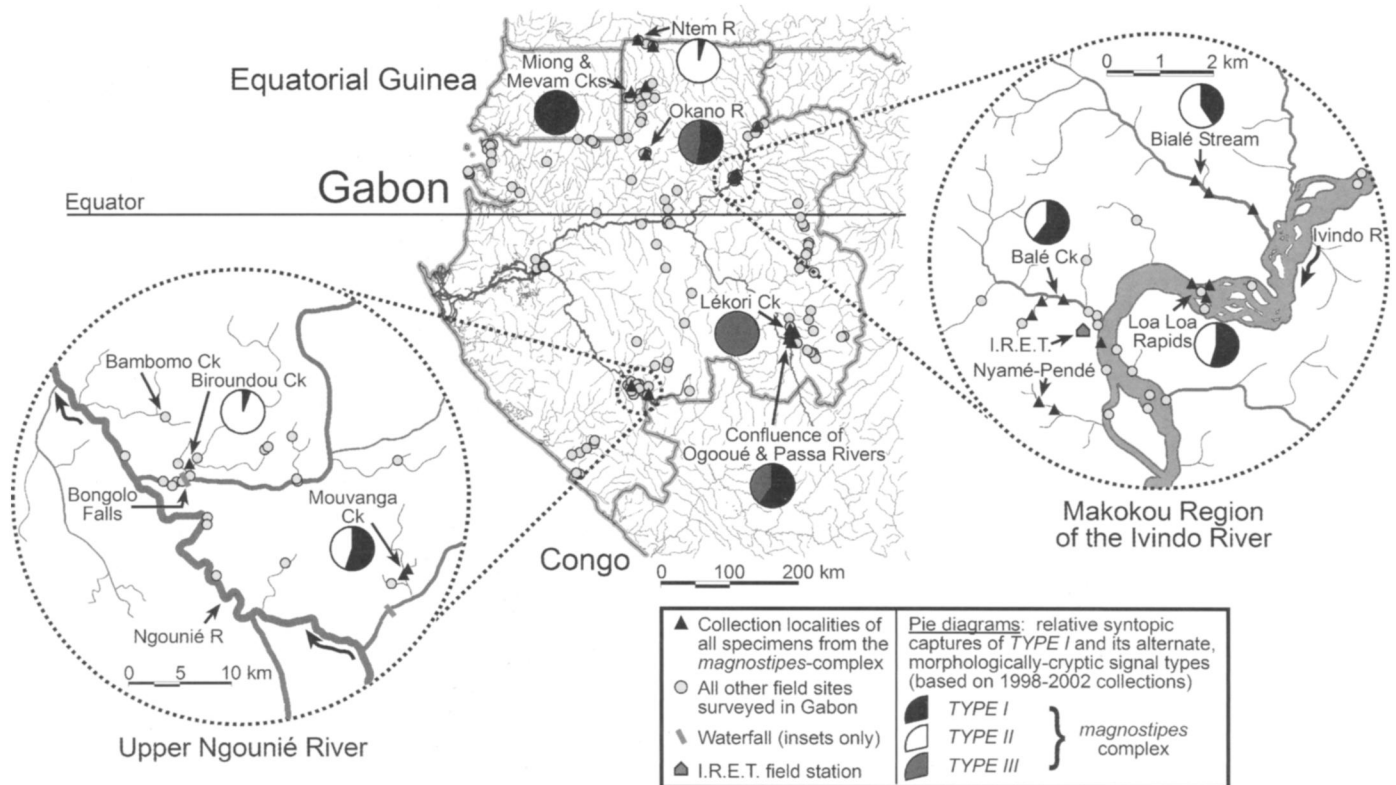 Ntem R
Equatorial Guinea
Miong &
Mevam Cks
Okano R
Gabon
Equator
Lékori Ck
Confluence of
Ogooué & Passa Rivers
Congo
0 100 200 km
0 1 2 km
Bialé Stream
Ivindo R
Balé Ck
Loa Loa
Rapids
I.R.E.T.
Nyamé-Pendé
Makokou Region
of the Ivindo River
Bambomo Ck
Biroundou Ck
Bongolo
Falls
Mouvanga
Ck
Ngounié R
0 5 10 km
Upper Ngounié River
Collection localities of
all specimens from the
magnostipes-complex
All other field sites
surveyed in Gabon
Waterfall (insets only)
I.R.E.T. field station
Pie diagrams: relative syntopic
captures of TYPE I and its alternate,
morphologically-cryptic signal types
(based on 1998-2002 collections)
TYPE I
TYPE II
TYPE III
magnostipes
complex